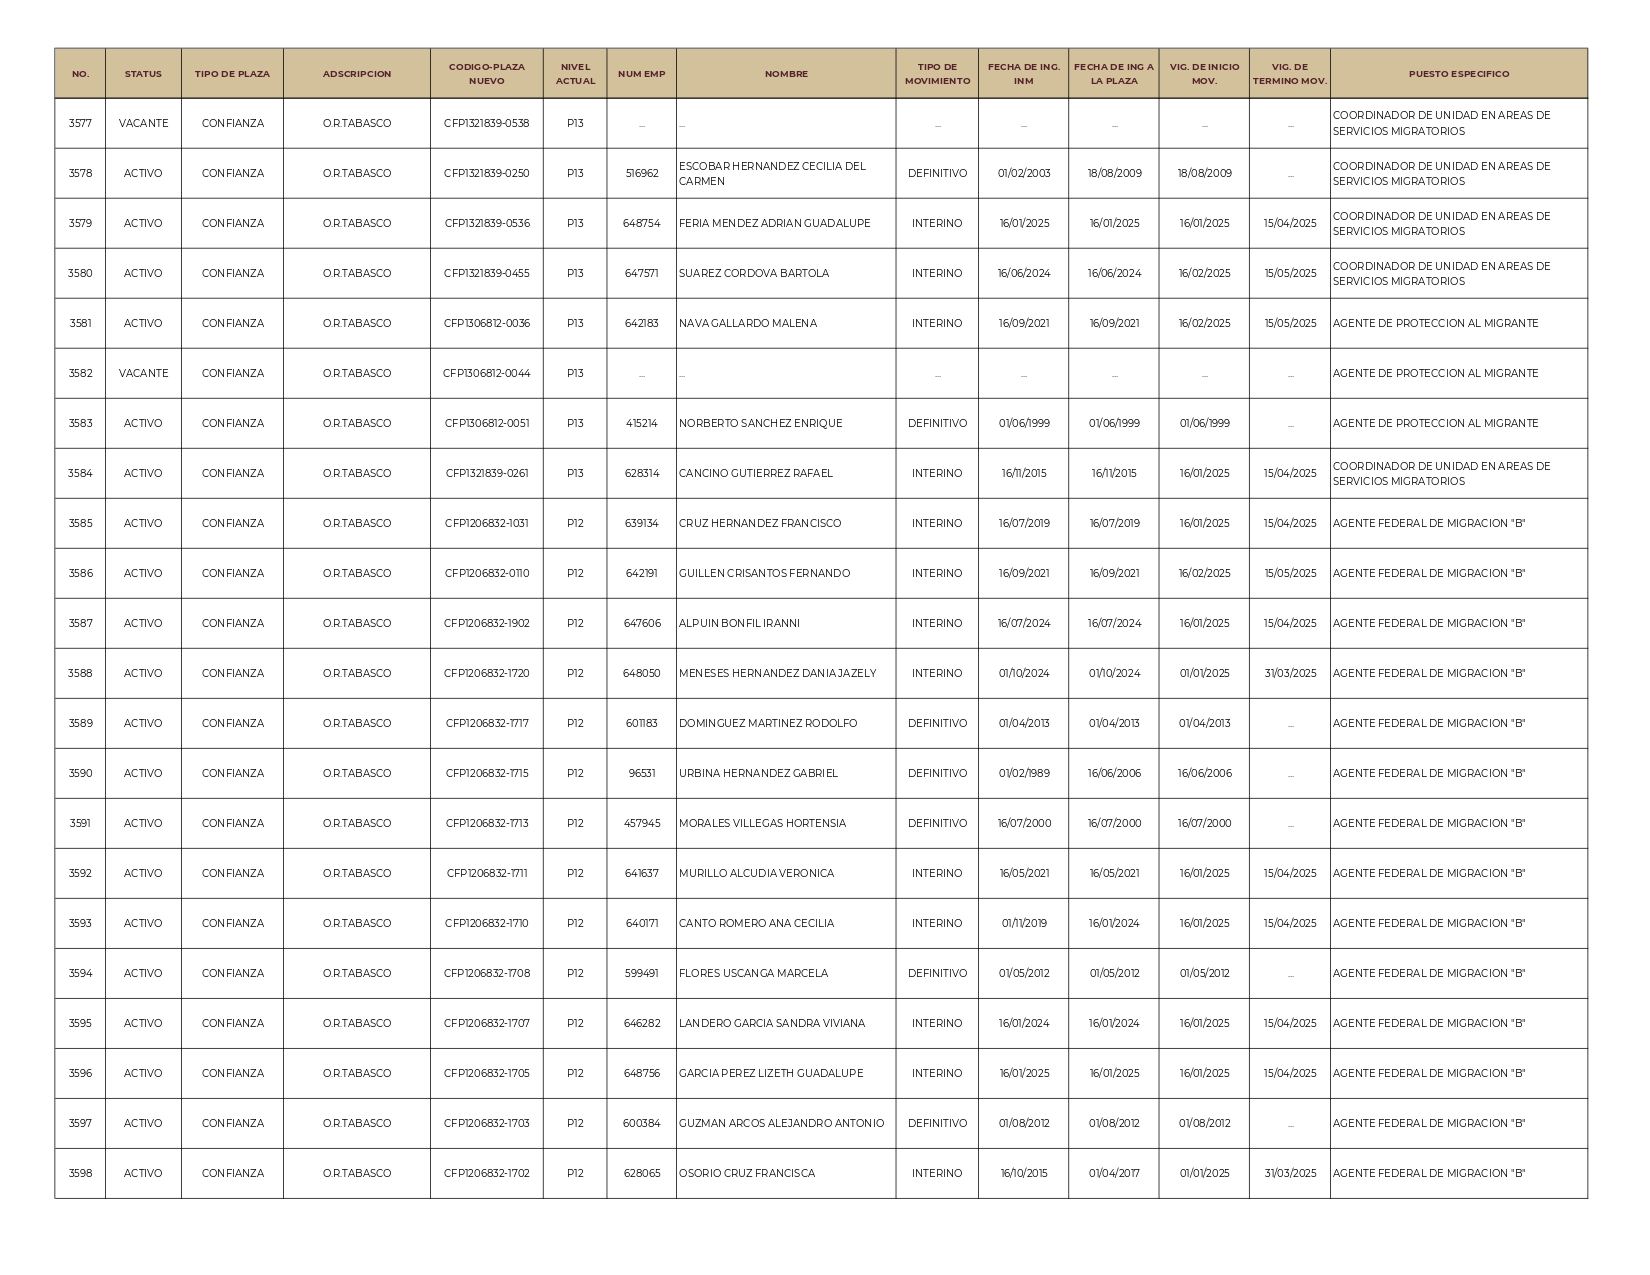 NO. STATUS TIPO DE PLAZA ADSCRIPCION CODIGO-PLAZA NUEVO NIVEL ACTUAL NUM EMP NOMBRE TIPO DE MOVIMIENTO FECHA DE ING. INM FECHA DE ING A LA PLAZA VIG. DE INICIO MOV. VIG. DE TERMINO MOV. PUESTO ESPECIFICO
3577 VACANTE CONFIANZA O.R.TABASCO CFP1321839-0538 P13 ... ... ... ... ... ... ... COORDINADOR DE UNIDAD EN AREAS DE SERVICIOS MIGRATORIOS
3578 ACTIVO CONFIANZA O.R.TABASCO CFP1321839-0250 P13 516962 ESCOBAR HERNANDEZ CECILIA DEL CARMEN DEFINITIVO 01/02/2003 18/08/2009 18/08/2009 ... COORDINADOR DE UNIDAD EN AREAS DE SERVICIOS MIGRATORIOS
3579 ACTIVO CONFIANZA O.R.TABASCO CFP1321839-0536 P13 648754 FERIA MENDEZ ADRIAN GUADALUPE INTERINO 16/01/2025 16/01/2025 16/01/2025 15/04/2025 COORDINADOR DE UNIDAD EN AREAS DE SERVICIOS MIGRATORIOS
3580 ACTIVO CONFIANZA O.R.TABASCO CFP1321839-0455 P13 647571 SUAREZ CORDOVA BARTOLA INTERINO 16/06/2024 16/06/2024 16/02/2025 15/05/2025 COORDINADOR DE UNIDAD EN AREAS DE SERVICIOS MIGRATORIOS
3581 ACTIVO CONFIANZA O.R.TABASCO CFP1306812-0036 P13 642183 NAVA GALLARDO MALENA INTERINO 16/09/2021 16/09/2021 16/02/2025 15/05/2025 AGENTE DE PROTECCION AL MIGRANTE
3582 VACANTE CONFIANZA O.R.TABASCO CFP1306812-0044 P13 ... ... ... ... ... ... ... AGENTE DE PROTECCION AL MIGRANTE
3583 ACTIVO CONFIANZA O.R.TABASCO CFP1306812-0051 P13 415214 NORBERTO SANCHEZ ENRIQUE DEFINITIVO 01/06/1999 01/06/1999 01/06/1999 ... AGENTE DE PROTECCION AL MIGRANTE
3584 ACTIVO CONFIANZA O.R.TABASCO CFP1321839-0261 P13 628314 CANCINO GUTIERREZ RAFAEL INTERINO 16/11/2015 16/11/2015 16/01/2025 15/04/2025 COORDINADOR DE UNIDAD EN AREAS DE SERVICIOS MIGRATORIOS
3585 ACTIVO CONFIANZA O.R.TABASCO CFP1206832-1031 P12 639134 CRUZ HERNANDEZ FRANCISCO INTERINO 16/07/2019 16/07/2019 16/01/2025 15/04/2025 AGENTE FEDERAL DE MIGRACION "B"
3586 ACTIVO CONFIANZA O.R.TABASCO CFP1206832-0110 P12 642191 GUILLEN CRISANTOS FERNANDO INTERINO 16/09/2021 16/09/2021 16/02/2025 15/05/2025 AGENTE FEDERAL DE MIGRACION "B"
3587 ACTIVO CONFIANZA O.R.TABASCO CFP1206832-1902 P12 647606 ALPUIN BONFIL IRANNI INTERINO 16/07/2024 16/07/2024 16/01/2025 15/04/2025 AGENTE FEDERAL DE MIGRACION "B"
3588 ACTIVO CONFIANZA O.R.TABASCO CFP1206832-1720 P12 648050 MENESES HERNANDEZ DANIA JAZELY INTERINO 01/10/2024 01/10/2024 01/01/2025 31/03/2025 AGENTE FEDERAL DE MIGRACION "B"
3589 ACTIVO CONFIANZA O.R.TABASCO CFP1206832-1717 P12 601183 DOMINGUEZ MARTINEZ RODOLFO DEFINITIVO 01/04/2013 01/04/2013 01/04/2013 ... AGENTE FEDERAL DE MIGRACION "B"
3590 ACTIVO CONFIANZA O.R.TABASCO CFP1206832-1715 P12 96531 URBINA HERNANDEZ GABRIEL DEFINITIVO 01/02/1989 16/06/2006 16/06/2006 ... AGENTE FEDERAL DE MIGRACION "B"
3591 ACTIVO CONFIANZA O.R.TABASCO CFP1206832-1713 P12 457945 MORALES VILLEGAS HORTENSIA DEFINITIVO 16/07/2000 16/07/2000 16/07/2000 ... AGENTE FEDERAL DE MIGRACION "B"
3592 ACTIVO CONFIANZA O.R.TABASCO CFP1206832-1711 P12 641637 MURILLO ALCUDIA VERONICA INTERINO 16/05/2021 16/05/2021 16/01/2025 15/04/2025 AGENTE FEDERAL DE MIGRACION "B"
3593 ACTIVO CONFIANZA O.R.TABASCO CFP1206832-1710 P12 640171 CANTO ROMERO ANA CECILIA INTERINO 01/11/2019 16/01/2024 16/01/2025 15/04/2025 AGENTE FEDERAL DE MIGRACION "B"
3594 ACTIVO CONFIANZA O.R.TABASCO CFP1206832-1708 P12 599491 FLORES USCANGA MARCELA DEFINITIVO 01/05/2012 01/05/2012 01/05/2012 ... AGENTE FEDERAL DE MIGRACION "B"
3595 ACTIVO CONFIANZA O.R.TABASCO CFP1206832-1707 P12 646282 LANDERO GARCIA SANDRA VIVIANA INTERINO 16/01/2024 16/01/2024 16/01/2025 15/04/2025 AGENTE FEDERAL DE MIGRACION "B"
3596 ACTIVO CONFIANZA O.R.TABASCO CFP1206832-1705 P12 648756 GARCIA PEREZ LIZETH GUADALUPE INTERINO 16/01/2025 16/01/2025 16/01/2025 15/04/2025 AGENTE FEDERAL DE MIGRACION "B"
3597 ACTIVO CONFIANZA O.R.TABASCO CFP1206832-1703 P12 600384 GUZMAN ARCOS ALEJANDRO ANTONIO DEFINITIVO 01/08/2012 01/08/2012 01/08/2012 ... AGENTE FEDERAL DE MIGRACION "B"
3598 ACTIVO CONFIANZA O.R.TABASCO CFP1206832-1702 P12 628065 OSORIO CRUZ FRANCISCA INTERINO 16/10/2015 01/04/2017 01/01/2025 31/03/2025 AGENTE FEDERAL DE MIGRACION "B"